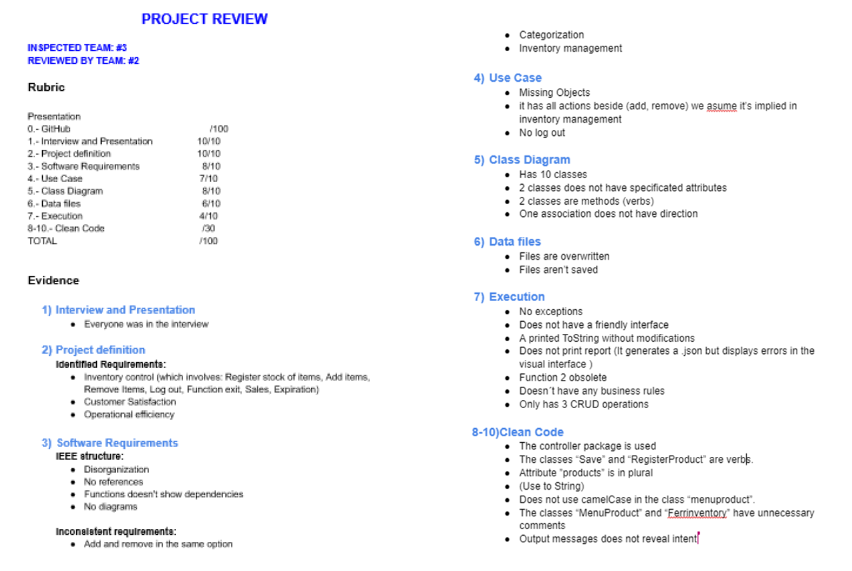 PROJECT REVIEW
INSPECTED TEAM: #3
REVIEWED BY TEAM: #2
Rubric
Presentation
0.- GitHub /100
1.- Interview and Presentation 10/10
2.- Project definition 10/10
3.- Software Requirements 8/10
4.- Use Case 7/10
5.- Class Diagram 8/10
6.- Data files 6/10
7.- Execution 4/10
8-10.- Clean Code /30
TOTAL /100
Evidence
1) Interview and Presentation
● Everyone was in the interview
2) Project definition
Identified Requirements:
● Inventory control (which involves: Register stock of items, Add items,
Remove Items, Log out, Function exit, Sales, Expiration)
● Customer Satisfaction
● Operational efficiency
3) Software Requirements
IEEE structure:
● Disorganization
● No references
● Functions doesn't show dependencies
● No diagrams
Inconsistent requirements:
● Add and remove in the same option
● Categorization
● Inventory management
4) Use Case
● Missing Objects
● it has all actions beside (add, remove) we asume it's implied in
inventory management
● No log out
5) Class Diagram
● Has 10 classes
● 2 classes does not have specificated attributes
● 2 classes are methods (verbs)
● One association does not have direction
6) Data files
● Files are overwritten
● Files aren't saved
7) Execution
● No exceptions
● Does not have a friendly interface
● A printed ToString without modifications
● Does not print report (It generates a .json but displays errors in the
visual interface )
● Function 2 obsolete
● Doesn´t have any business rules
● Only has 3 CRUD operations
8-10)Clean Code
● The controller package is used
● The classes “Save” and “RegisterProduct” are verbs.
● Attribute “products” is in plural
● (Use to String)
● Does not use camelCase in the class “menuproduct”.
● The classes “MenuProduct” and “Ferrinventory” have unnecessary
comments
● Output messages does not reveal intent